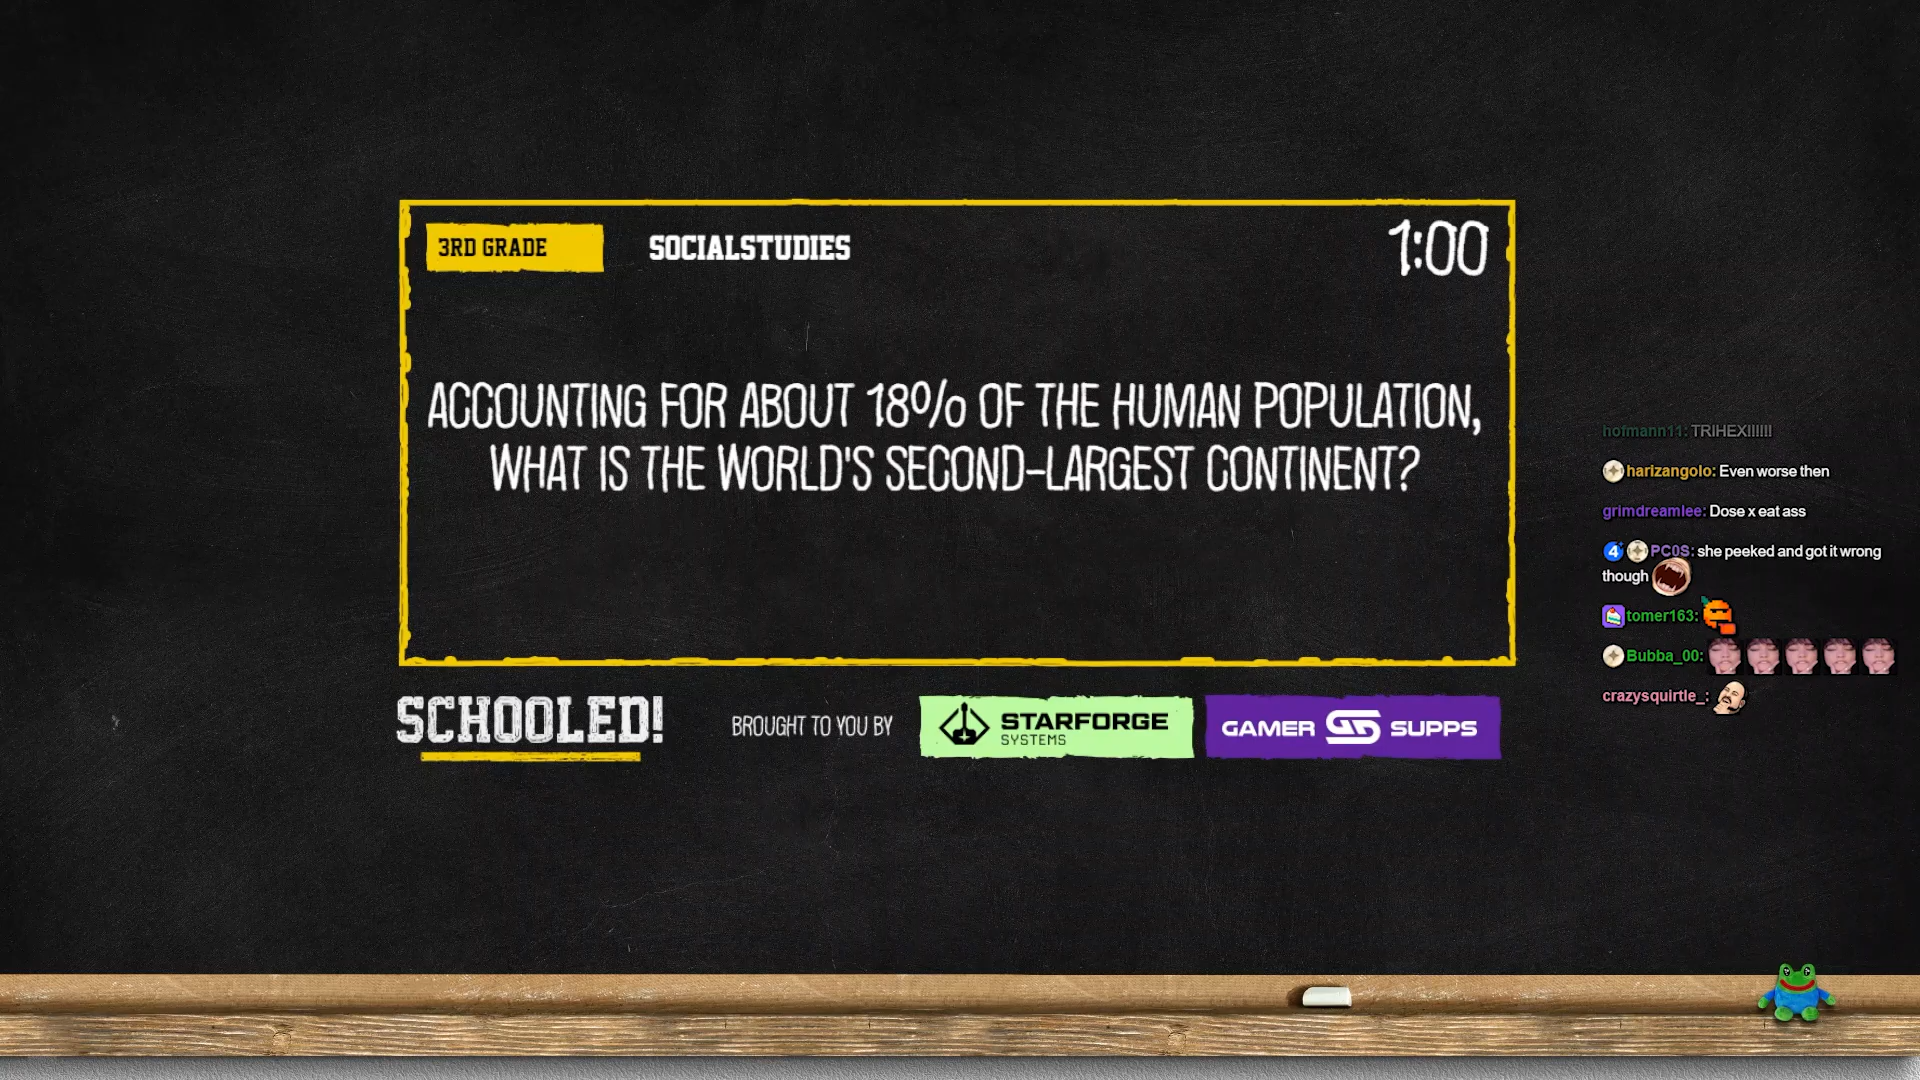 3RD GRADE
SOCIALSTUDIES
1:00
ACCOUNTING FOR ABOUT 18% OF THE HUMAN POPULATION,
WHAT IS THE WORLD'S SECOND-LARGEST CONTINENT?
SCHOOLED!
BROUGHT TO YOU BY
STARFORGE
SYSTEMS
GAMER SUPPS
hofmann11: TRIHEX!!!!!!
harizangolo: Even worse then
grimdreamlee: Dose x eat ass
4 PC0S: she peeked and got it wrong
though
tomer163:
Bubba_00:
crazysquirtle_: